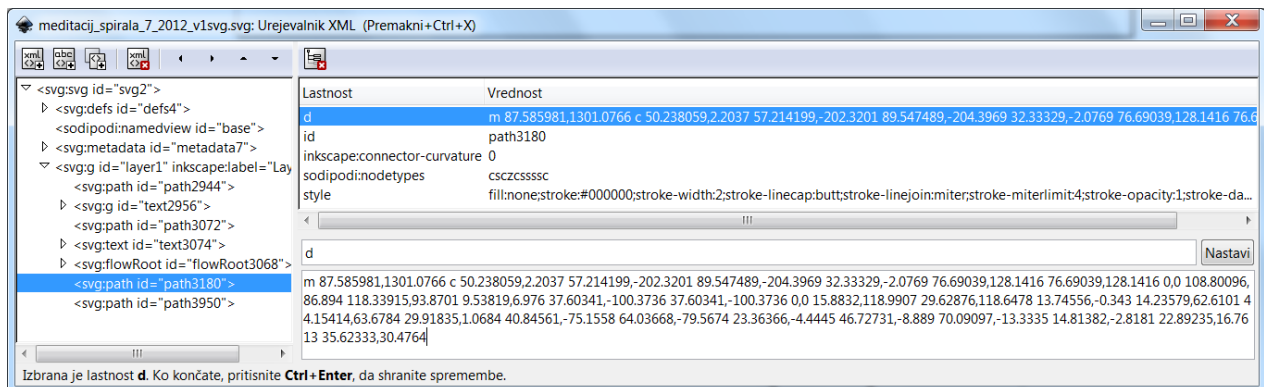 meditacij_spirala_7_2012_v1svg.svg: Urejevalnik XML (Premakni+Ctrl+X)
<svg:svg id="svg2">
<svg:defs id="defs4">
<sodipodi:namedview id="base">
<svg:metadata id="metadata7">
<svg:g id="layer1" inkscape:label="Lay
<svg:path id="path2944">
<svg:g id="text2956">
<svg:path id="path3072">
<svg:text id="text3074">
<svg:flowRoot id="flowRoot3068">
<svg:path id="path3180">
<svg:path id="path3950">
Lastnost Vrednost
d m 87.585981,1301.0766 c 50.238059,2.2037 57.214199,-202.3201 89.547489,-204.3969 32.33329,-2.0769 76.69039,128.1416 76.6
id path3180
inkscape:connector-curvature 0
sodipodi:nodetypes csczcssssc
style fill:none;stroke:#000000;stroke-width:2;stroke-linecap:butt;stroke-linejoin:miter;stroke-miterlimit:4;stroke-opacity:1;stroke-da...
d Nastavi
m 87.585981,1301.0766 c 50.238059,2.2037 57.214199,-202.3201 89.547489,-204.3969 32.33329,-2.0769 76.69039,128.1416 76.69039,128.1416 0,0 108.80096,
86.894 118.33915,93.8701 9.53819,6.976 37.60341,-100.3736 37.60341,-100.3736 0,0 15.8832,118.9907 29.62876,118.6478 13.74556,-0.343 14.23579,62.6101 4
4.15414,63.6784 29.91835,1.0684 40.84561,-75.1558 64.03668,-79.5674 23.36366,-4.4445 46.72731,-8.889 70.09097,-13.3335 14.81382,-2.8181 22.89235,16.76
13 35.62333,30.4764
Izbrana je lastnost d. Ko končate, pritisnite Ctrl+Enter, da shranite spremembe.